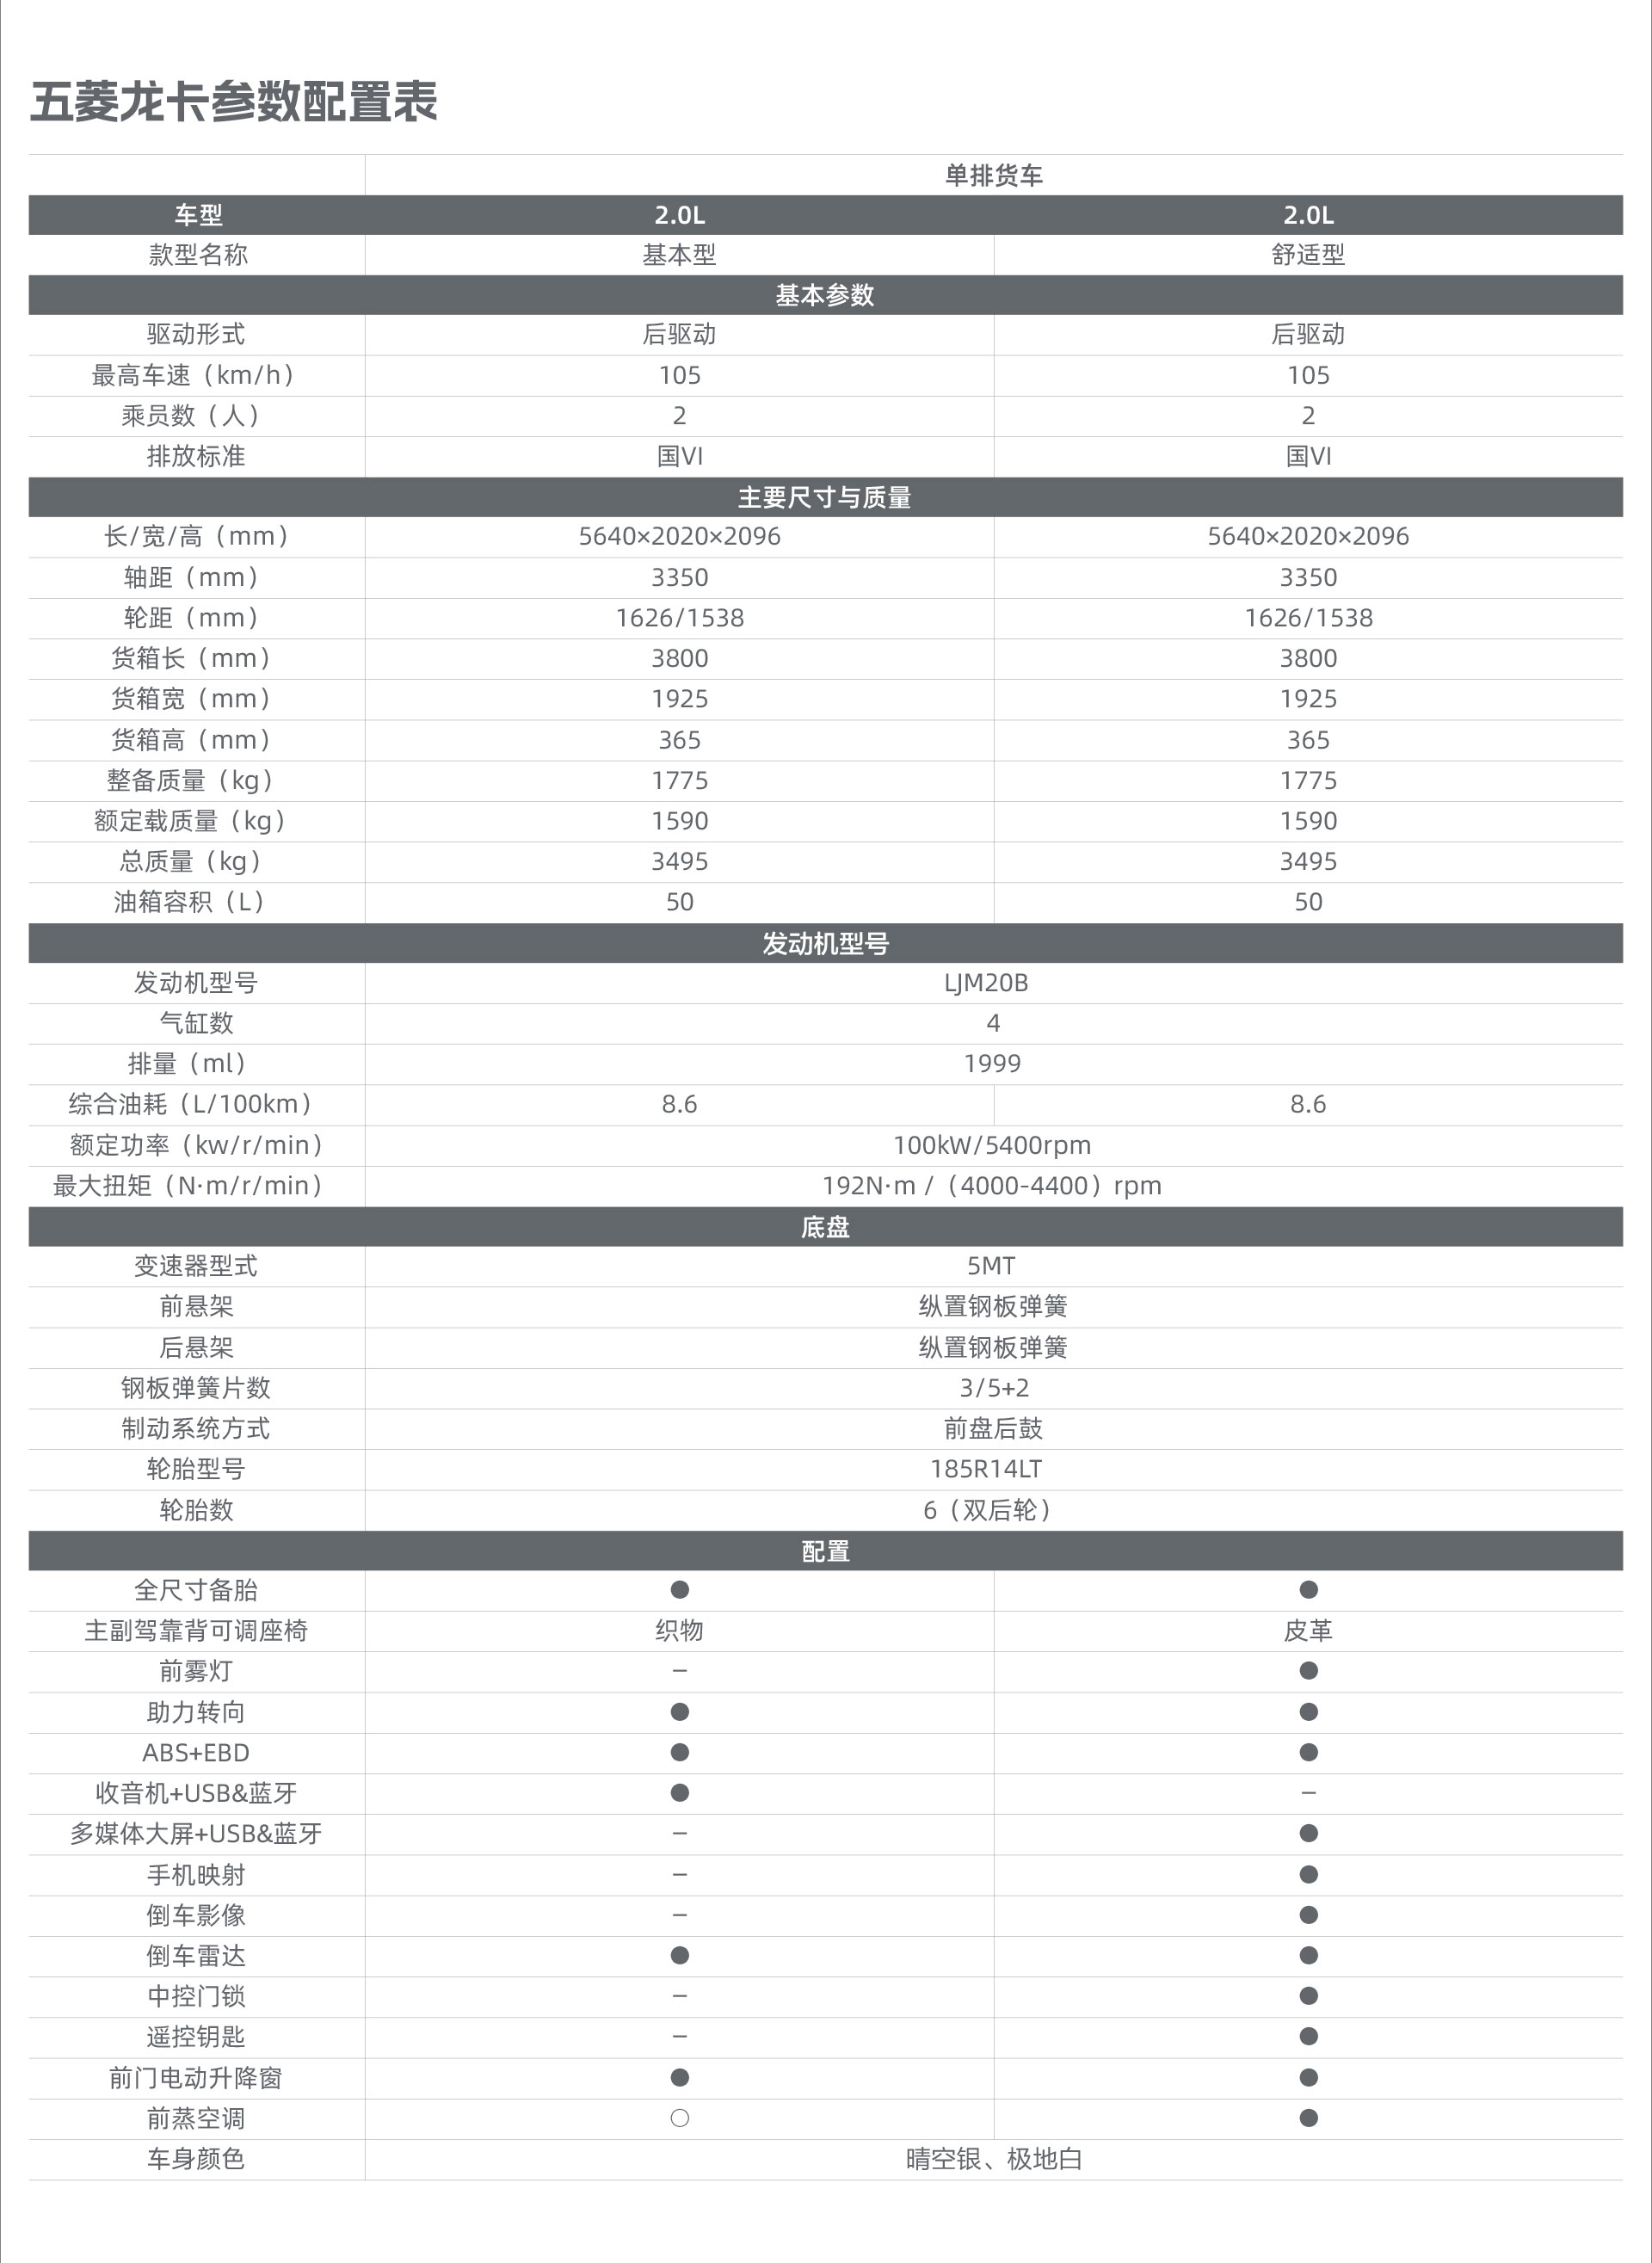 五菱龙卡参数配置表
单排货车
车型 2.0L 2.0L
款型名称 基本型 舒适型
基本参数
驱动形式 后驱动 后驱动
最高车速（km/h） 105 105
乘员数（人） 2 2
排放标准 国VI 国VI
主要尺寸与质量
长/宽/高（mm） 5640×2020×2096 5640×2020×2096
轴距（mm） 3350 3350
轮距（mm） 1626/1538 1626/1538
货箱长（mm） 3800 3800
货箱宽（mm） 1925 1925
货箱高（mm） 365 365
整备质量（kg） 1775 1775
额定载质量（kg） 1590 1590
总质量（kg） 3495 3495
油箱容积（L） 50 50
发动机型号
发动机型号 LJM20B
气缸数 4
排量（ml） 1999
综合油耗（L/100km） 8.6 8.6
额定功率（kw/r/min） 100kW/5400rpm
最大扭矩（N·m/r/min） 192N·m /（4000-4400）rpm
底盘
变速器型式 5MT
前悬架 纵置钢板弹簧
后悬架 纵置钢板弹簧
钢板弹簧片数 3/5+2
制动系统方式 前盘后鼓
轮胎型号 185R14LT
轮胎数 6（双后轮）
配置
全尺寸备胎 ● ●
主副驾靠背可调座椅 织物 皮革
前雾灯 – ●
助力转向 ● ●
ABS+EBD ● ●
收音机+USB&蓝牙 ● –
多媒体大屏+USB&蓝牙 – ●
手机映射 – ●
倒车影像 – ●
倒车雷达 ● ●
中控门锁 – ●
遥控钥匙 – ●
前门电动升降窗 ● ●
前蒸空调 ○ ●
车身颜色 晴空银、极地白